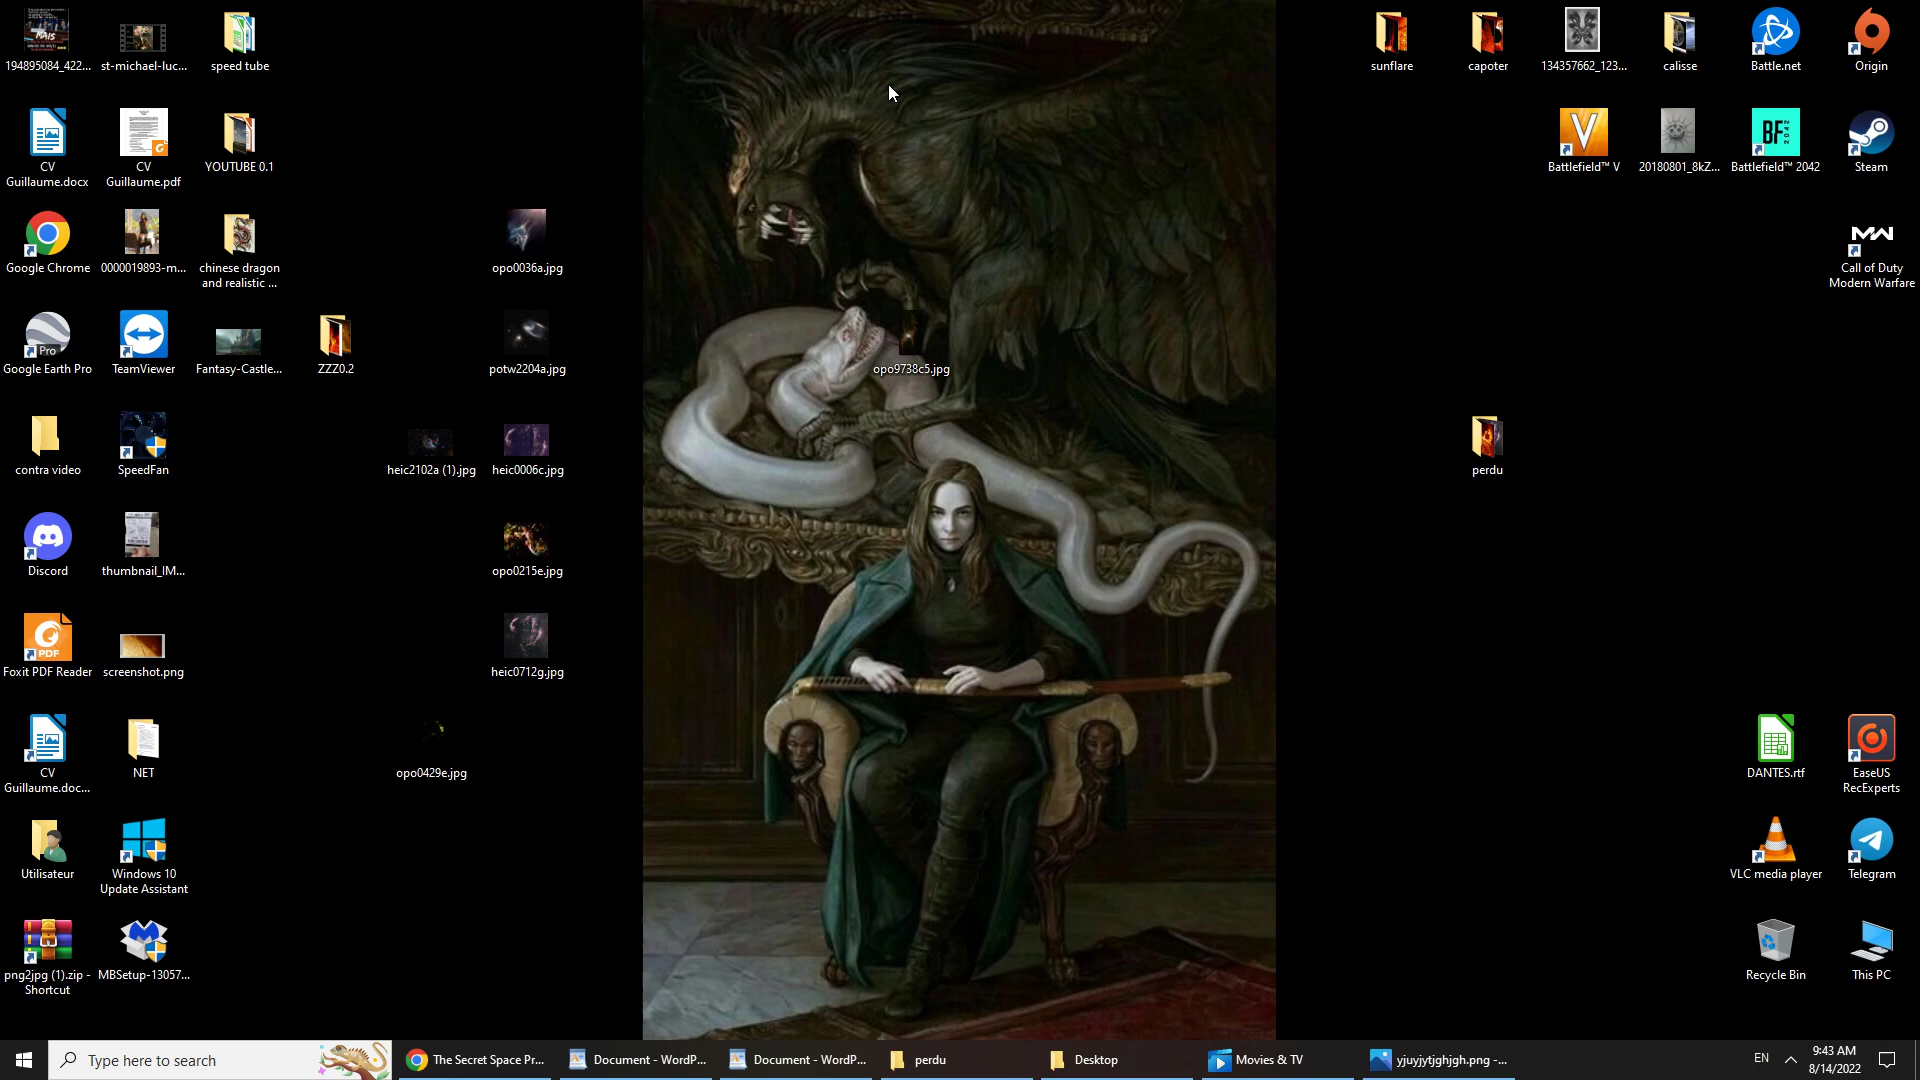 194895084_422...
st-michael-luc...
speed tube
sunflare
capoter
134357662_123...
calisse
Battle.net
Origin
CV
Guillaume.docx
CV
Guillaume.pdf
YOUTUBE 0.1
Battlefield™ V
20180801_8kZ...
Battlefield™ 2042
Steam
Google Chrome
0000019893-m...
chinese dragon
and realistic ...
opo0036a.jpg
Call of Duty
Modern Warfare
Google Earth Pro
TeamViewer
Fantasy-Castle...
ZZZ0.2
potw2204a.jpg
opo9738c5.jpg
contra video
SpeedFan
heic2102a (1).jpg
heic0006c.jpg
perdu
Discord
thumbnail_IM...
opo0215e.jpg
Foxit PDF Reader
screenshot.png
heic0712g.jpg
CV
Guillaume.doc...
NET
opo0429e.jpg
DANTES.rtf
EaseUS
RecExperts
Utilisateur
Windows 10
Update Assistant
VLC media player
Telegram
png2jpg (1).zip -
Shortcut
MBSetup-13057...
Recycle Bin
This PC
Type here to search
The Secret Space Pr...
Document - WordP...
Document - WordP...
perdu
Desktop
Movies & TV
yjuyjytjghjgh.png -...
EN
9:43 AM
8/14/2022
MAIS
Pro
PDF
V
BF
2042
MW